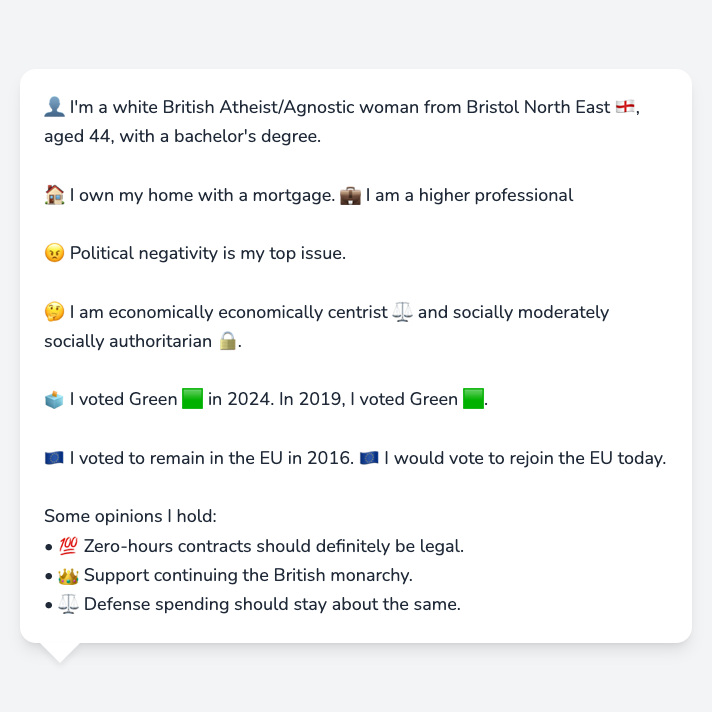 👤 I'm a white British Atheist/Agnostic woman from Bristol North East 🏴󠁧󠁢󠁥󠁮󠁧󠁿,
aged 44, with a bachelor's degree.
🏠 I own my home with a mortgage. 💼 I am a higher professional
😠 Political negativity is my top issue.
🤔 I am economically economically centrist ⚖️ and socially moderately
socially authoritarian 🔒.
🗳️ I voted Green 🟩 in 2024. In 2019, I voted Green 🟩.
🇪🇺 I voted to remain in the EU in 2016. 🇪🇺 I would vote to rejoin the EU today.
Some opinions I hold:
• 💯 Zero-hours contracts should definitely be legal.
• 👑 Support continuing the British monarchy.
• ⚖️ Defense spending should stay about the same.